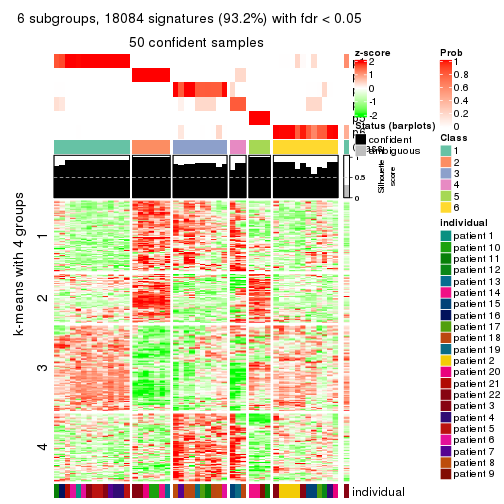 6 subgroups, 18084 signatures (93.2%) with fdr < 0.05
50 confident samples
z-score
2
1
0
-1
-2
Status (barplots)
confident
ambiguous
1
0.5
0
Silhouette
score
k-means with 4 groups
1
2
3
4
individual
Prob
1
0.8
0.6
0.4
0.2
0
Class
1
2
3
4
5
6
individual
patient 1
patient 10
patient 11
patient 12
patient 13
patient 14
patient 15
patient 16
patient 17
patient 18
patient 19
patient 2
patient 20
patient 21
patient 22
patient 3
patient 4
patient 5
patient 6
patient 7
patient 8
patient 9